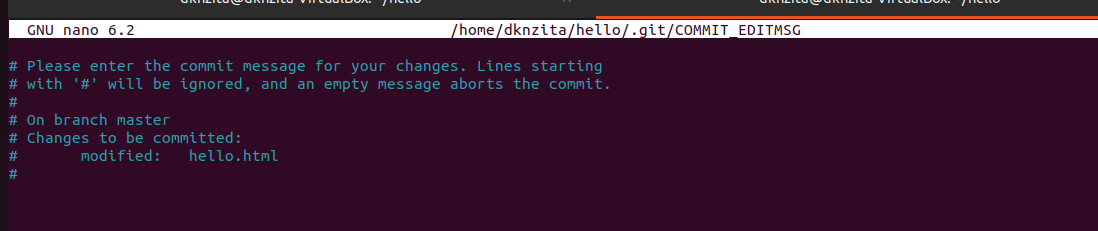 GNU nano 6.2 /home/dknzita/hello/.git/COMMIT_EDITMSG
# Please enter the commit message for your changes. Lines starting
# with '#' will be ignored, and an empty message aborts the commit.
#
# On branch master
# Changes to be committed:
#       modified:   hello.html
#